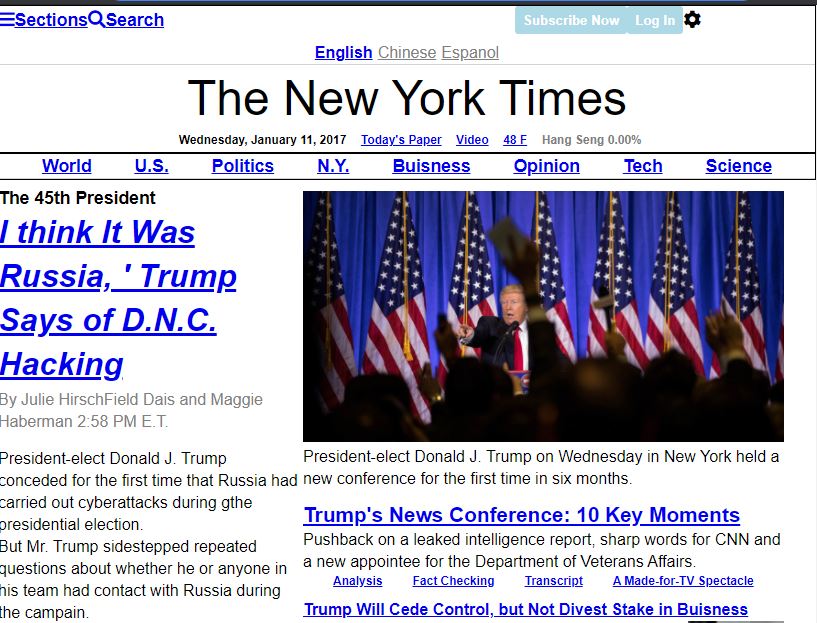 Sections Search Subscribe Now Log In
English Chinese Espanol
The New York Times
Wednesday, January 11, 2017 Today's Paper Video 48 F Hang Seng 0.00%
World U.S. Politics N.Y. Buisness Opinion Tech Science
The 45th President
I think It Was
Russia, ' Trump
Says of D.N.C.
Hacking
By Julie HirschField Dais and Maggie
Haberman 2:58 PM E.T.
President-elect Donald J. Trump
conceded for the first time that Russia had
carried out cyberattacks during gthe
presidential election.
But Mr. Trump sidestepped repeated
questions about whether he or anyone in
his team had contact with Russia during
the campain.
President-elect Donald J. Trump on Wednesday in New York held a
new conference for the first time in six months.
Trump's News Conference: 10 Key Moments
Pushback on a leaked intelligence report, sharp words for CNN and
a new appointee for the Department of Veterans Affairs.
Analysis Fact Checking Transcript A Made-for-TV Spectacle
Trump Will Cede Control, but Not Divest Stake in Buisness